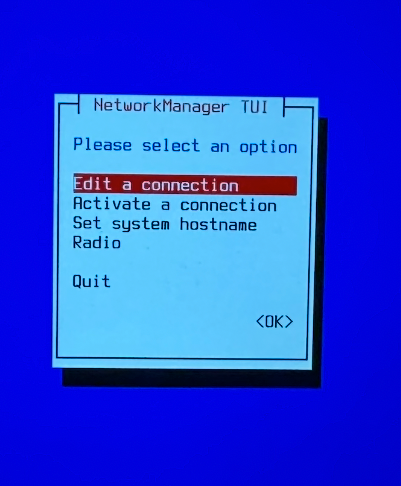 NetworkManager TUI
Please select an option
Edit a connection
Activate a connection
Set system hostname
Radio
Quit
<OK>